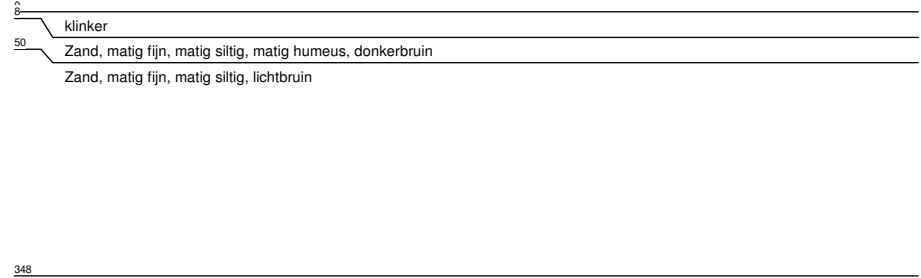 8
klinker
50
Zand, matig fijn, matig siltig, matig humeus, donkerbruin
Zand, matig fijn, matig siltig, lichtbruin
348